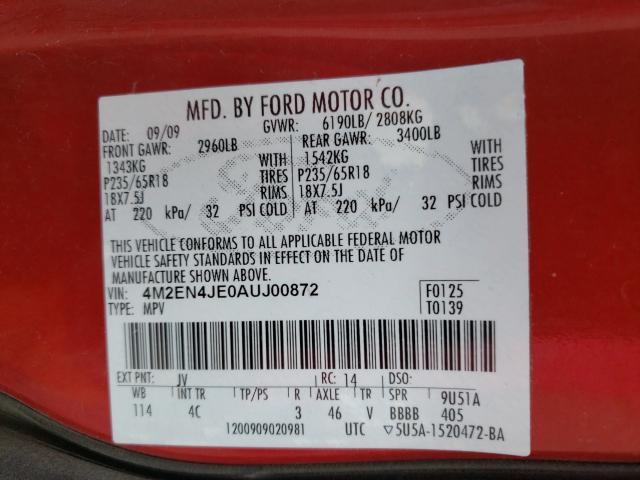 MFD. BY FORD MOTOR CO.
DATE: 09/09 GVWR: 6190LB/ 2808KG
FRONT GAWR: 2960LB REAR GAWR: 3400LB
1343KG WITH 1542KG WITH
P235/65R18 TIRES P235/65R18 TIRES
18X7.5J RIMS 18X7.5J RIMS
AT 220 kPa/ 32 PSI COLD AT 220 kPa/ 32 PSI COLD
THIS VEHICLE CONFORMS TO ALL APPLICABLE FEDERAL MOTOR
VEHICLE SAFETY STANDARDS IN EFFECT ON THE DATE OF
MANUFACTURE SHOWN ABOVE.
VIN: 4M2EN4JE0AUJ00872 F0125
TYPE: MPV T0139
EXT PNT: JV RC: 14 DSO:
WB INT TR TP/PS R AXLE TR SPR 9U51A
114 4C 3 46 V BBBB 405
1200909020981 UTC ▽5U5A-1520472-BA